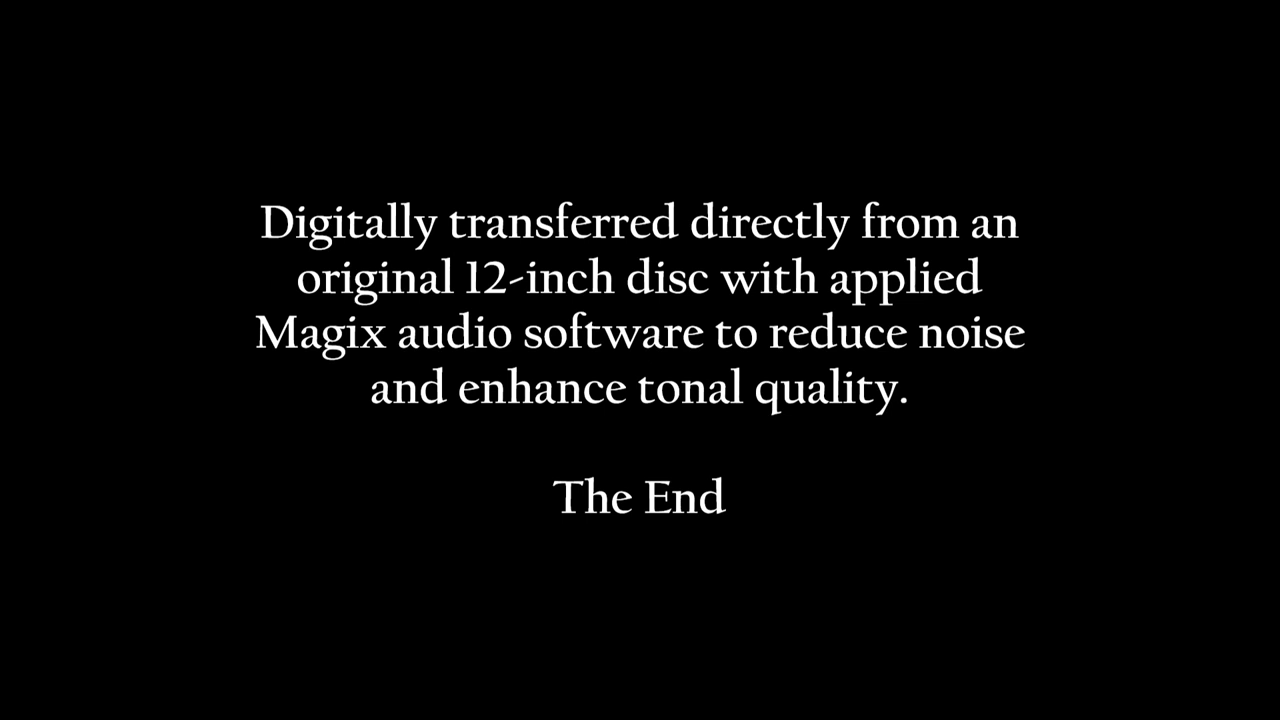 Digitally transferred directly from an
original 12-inch disc with applied
Magix audio software to reduce noise
and enhance tonal quality.
The End